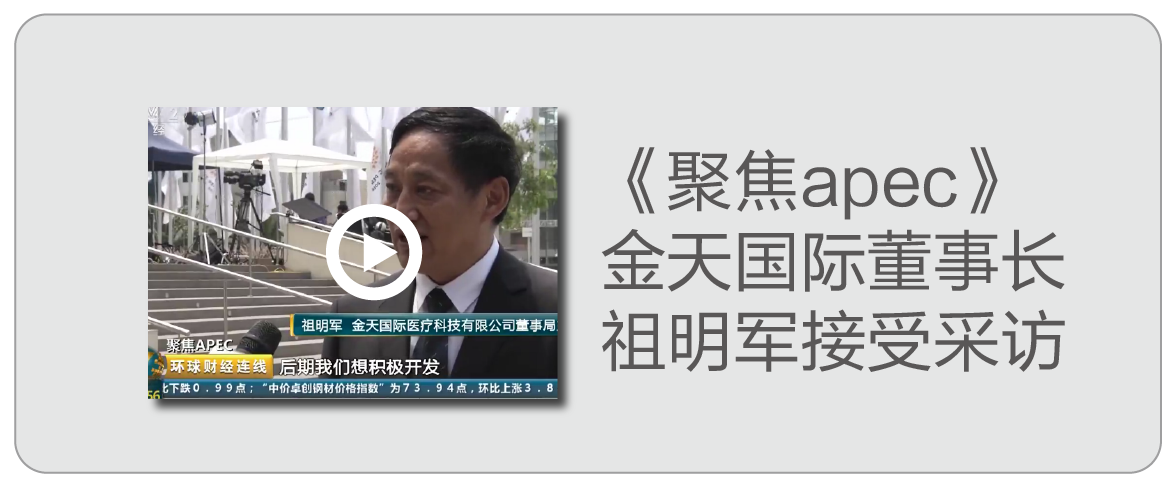 《聚焦apec》
金天国际董事长
祖明军接受采访
经
祖明军 金天国际医疗科技有限公司董事局
聚焦APEC
环球财经连线
后期我们想积极开发
比下跌0.99点；“中价卓创钢材价格指数”为73.94点，环比上涨3.8
56